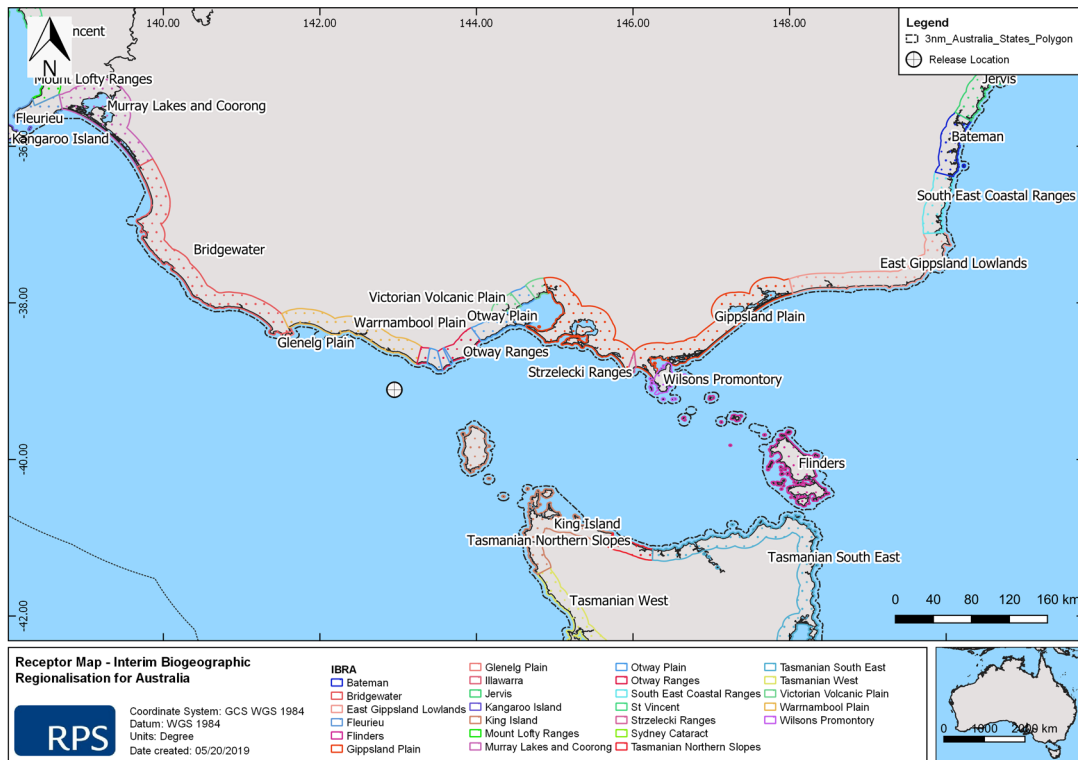 140.00
142.00
144.00
146.00
148.00
Legend
3nm_Australia_States_Polygon
Release Location
N
ncent
Mount Lofty Ranges
Murray Lakes and Coorong
Fleurieu
Kangaroo Island
Jervis
Bateman
South East Coastal Ranges
East Gippsland Lowlands
Bridgewater
Victorian Volcanic Plain
Otway Plain
Warrnambool Plain
Gippsland Plain
Glenelg Plain
Otway Ranges
Strzelecki Ranges
Wilsons Promontory
Flinders
King Island
Tasmanian Northern Slopes
Tasmanian South East
Tasmanian West
-36.00
-38.00
-40.00
-42.00
0 40 80 120 160 km
Receptor Map - Interim Biogeographic
Regionalisation for Australia
RPS
Coordinate System: GCS WGS 1984
Datum: WGS 1984
Units: Degree
Date created: 05/20/2019
IBRA
Bateman
Bridgewater
East Gippsland Lowlands
Fleurieu
Flinders
Gippsland Plain
Glenelg Plain
Illawarra
Jervis
Kangaroo Island
King Island
Mount Lofty Ranges
Murray Lakes and Coorong
Otway Plain
Otway Ranges
South East Coastal Ranges
St Vincent
Strzelecki Ranges
Sydney Cataract
Tasmanian Northern Slopes
Tasmanian South East
Tasmanian West
Victorian Volcanic Plain
Warrnambool Plain
Wilsons Promontory
0 1000 2000 km